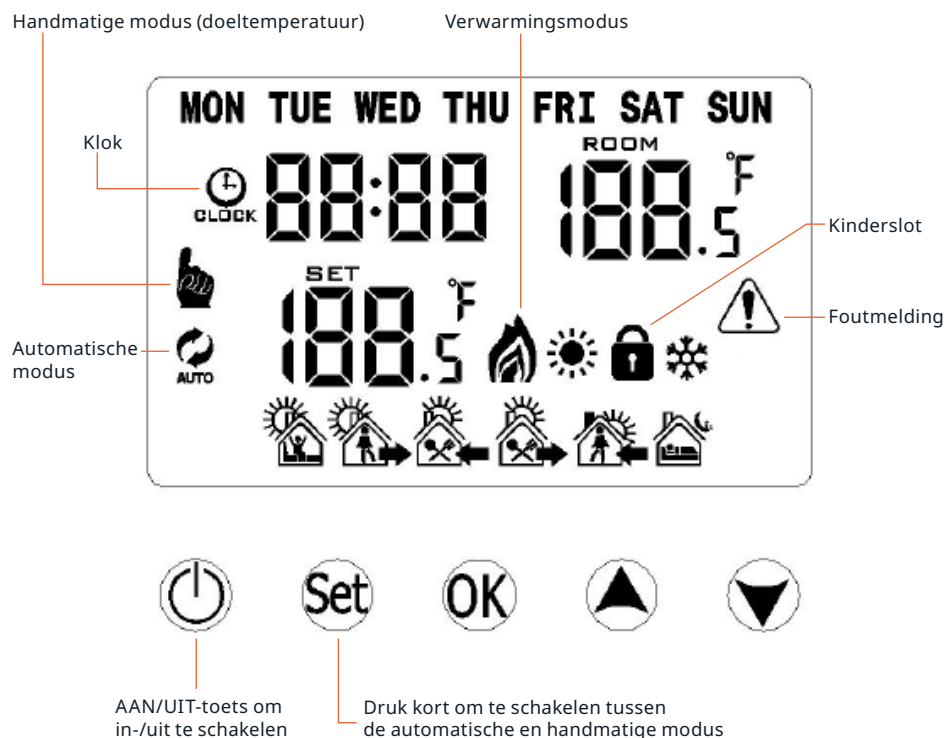 Handmatige modus (doeltemperatuur)
Verwarmingsmodus
MON TUE WED THU FRI SAT SUN
Klok
CLOCK
88:88
ROOM
188.5 °F
Kinderslot
SET
188.5 °F
Foutmelding
Automatische
modus
AUTO
Set
OK
AAN/UIT-toets om
in-/uit te schakelen
Druk kort om te schakelen tussen
de automatische en handmatige modus